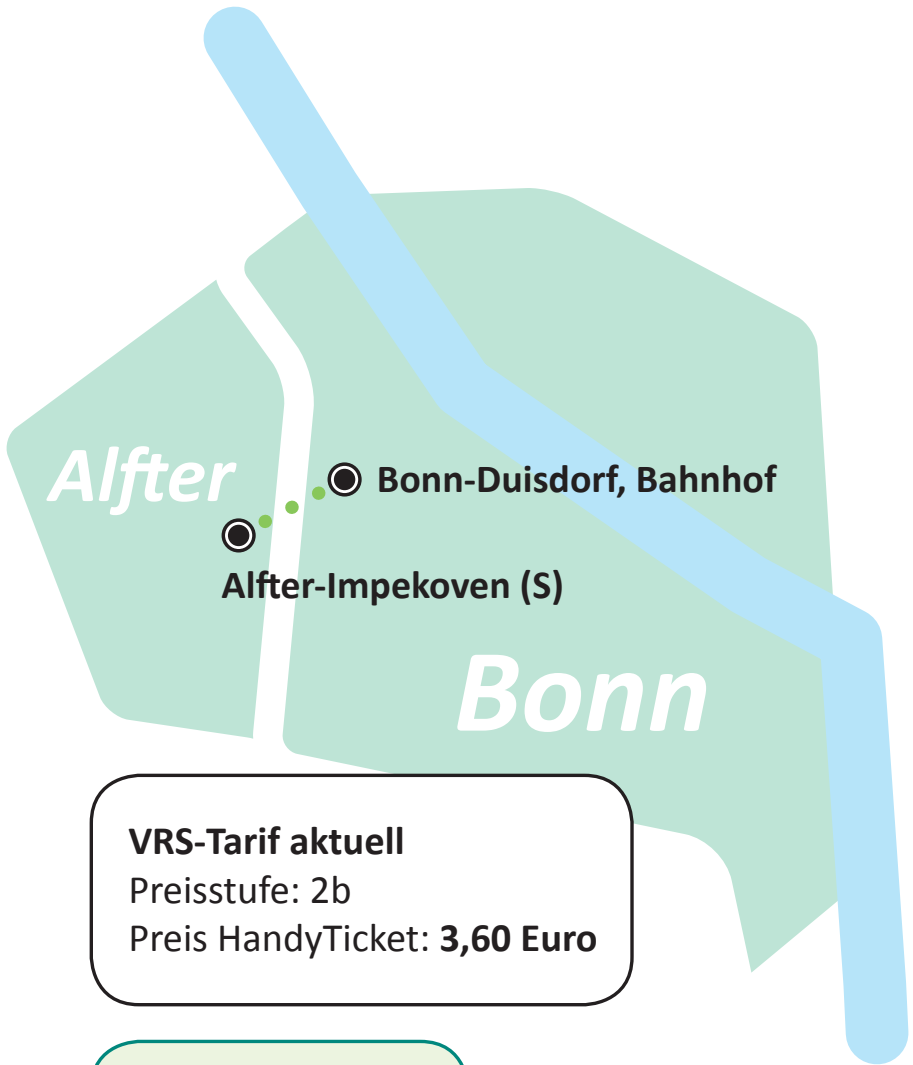 Alfter
Bonn-Duisdorf, Bahnhof
Alfter-Impekoven (S)
Bonn
VRS-Tarif aktuell
Preisstufe: 2b
Preis HandyTicket: 3,60 Euro